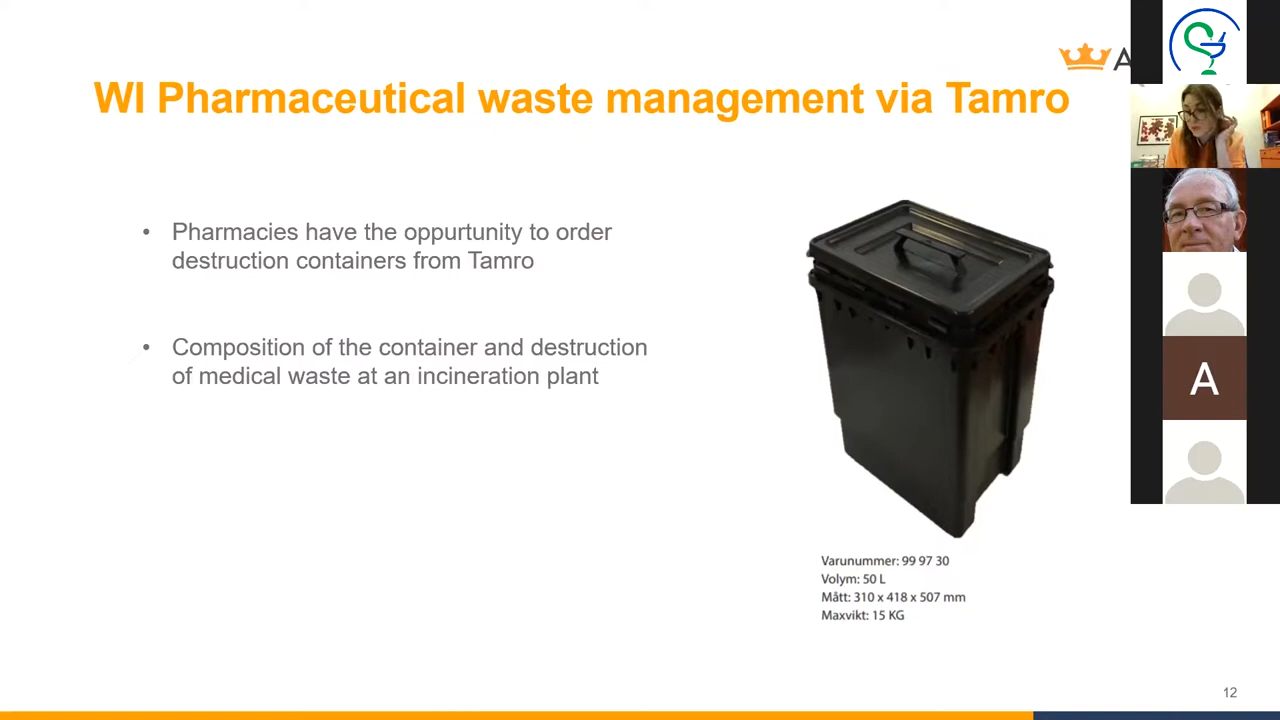 A
WI Pharmaceutical waste management via Tamro
• Pharmacies have the oppurtunity to order
destruction containers from Tamro
• Composition of the container and destruction
of medical waste at an incineration plant
A
Varunummer: 99 97 30
Volym: 50 L
Mått: 310 x 418 x 507 mm
Maxvikt: 15 KG
12